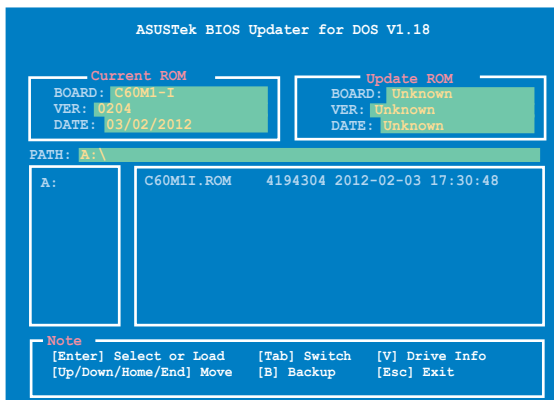 ASUSTek BIOS Updater for DOS V1.18
Current ROM
BOARD: C60M1-I
VER: 0204
DATE: 03/02/2012
Update ROM
BOARD: Unknown
VER: Unknown
DATE: Unknown
PATH: A:\
A:
C60M1I.ROM 4194304 2012-02-03 17:30:48
Note
[Enter] Select or Load [Tab] Switch [V] Drive Info
[Up/Down/Home/End] Move [B] Backup [Esc] Exit